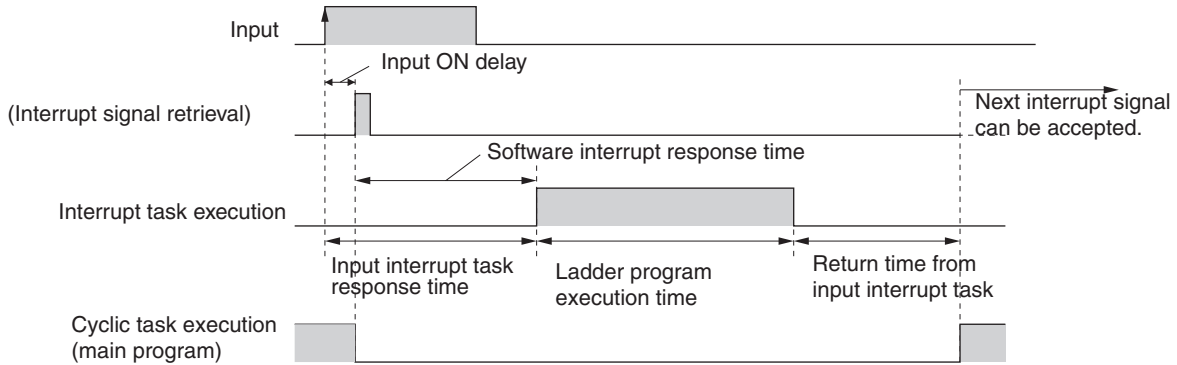 Input
Input ON delay
(Interrupt signal retrieval)
Next interrupt signal
can be accepted.
Software interrupt response time
Interrupt task execution
Input interrupt task
response time
Ladder program
execution time
Return time from
input interrupt task
Cyclic task execution
(main program)